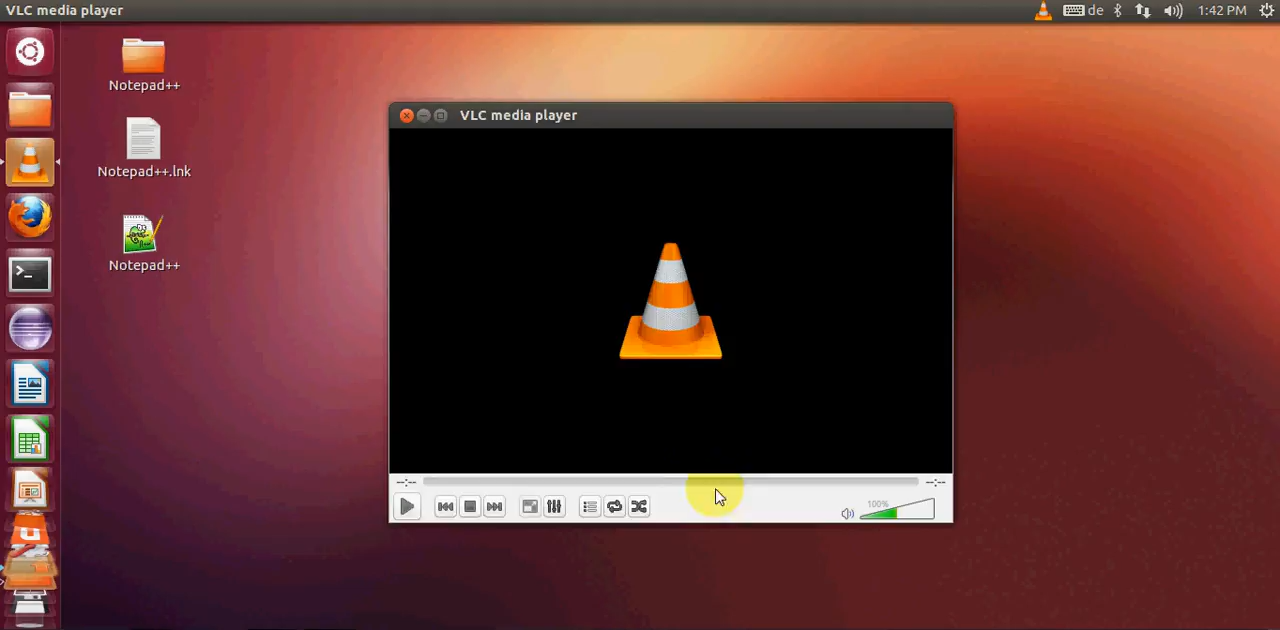 VLC media player
de
1:42 PM
Notepad++
Notepad++.lnk
Notepad++
VLC media player
--:--
--:--
100%